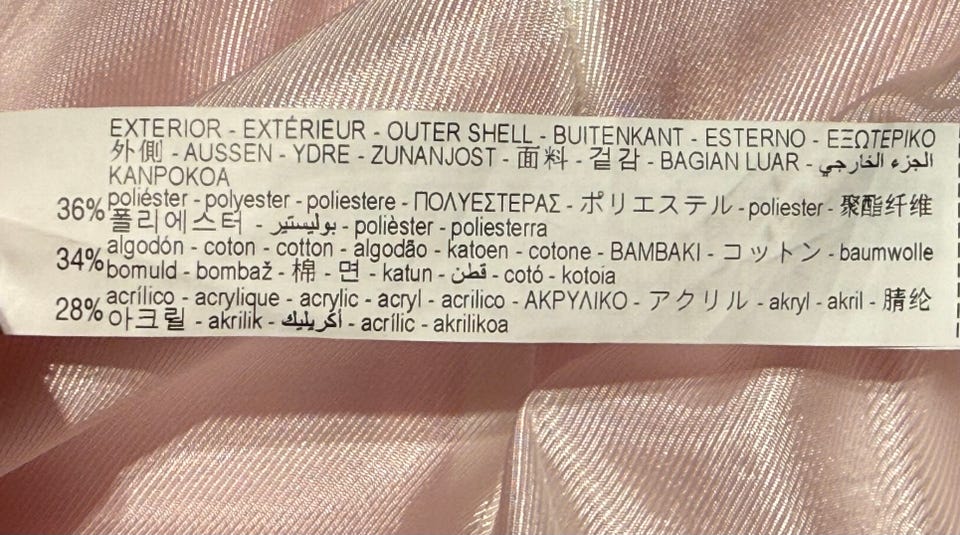 EXTERIOR - EXTÉRIEUR - OUTER SHELL - BUITENKANT - ESTERNO - ΕΞΩΤΕΡΙΚΟ
外側 - AUSSEN - YDRE - ZUNANJOST - 面料 - 겉감 - BAGIAN LUAR - الجزء الخارجي
KANPOKOA
36% poliéster - polyester - poliestere - ΠΟΛΥΕΣΤΕΡΑΣ - ポリエステル - poliester - 聚酯纤维
폴리에스터 - بوليستير - polièster - poliesterra
34% algodón - coton - cotton - algodão - katoen - cotone - ΒΑΜΒΑΚΙ - コットン - baumwolle
bomuld - bombaž - 棉 - 면 - katun - قطن - cotó - kotoia
28% acrílico - acrylique - acrylic - acryl - acrilico - ΑΚΡΥΛΙΚΟ - アクリル - akryl - akril - 腈纶
아크릴 - akrilik - أكريليك - acrílic - akrilikoa